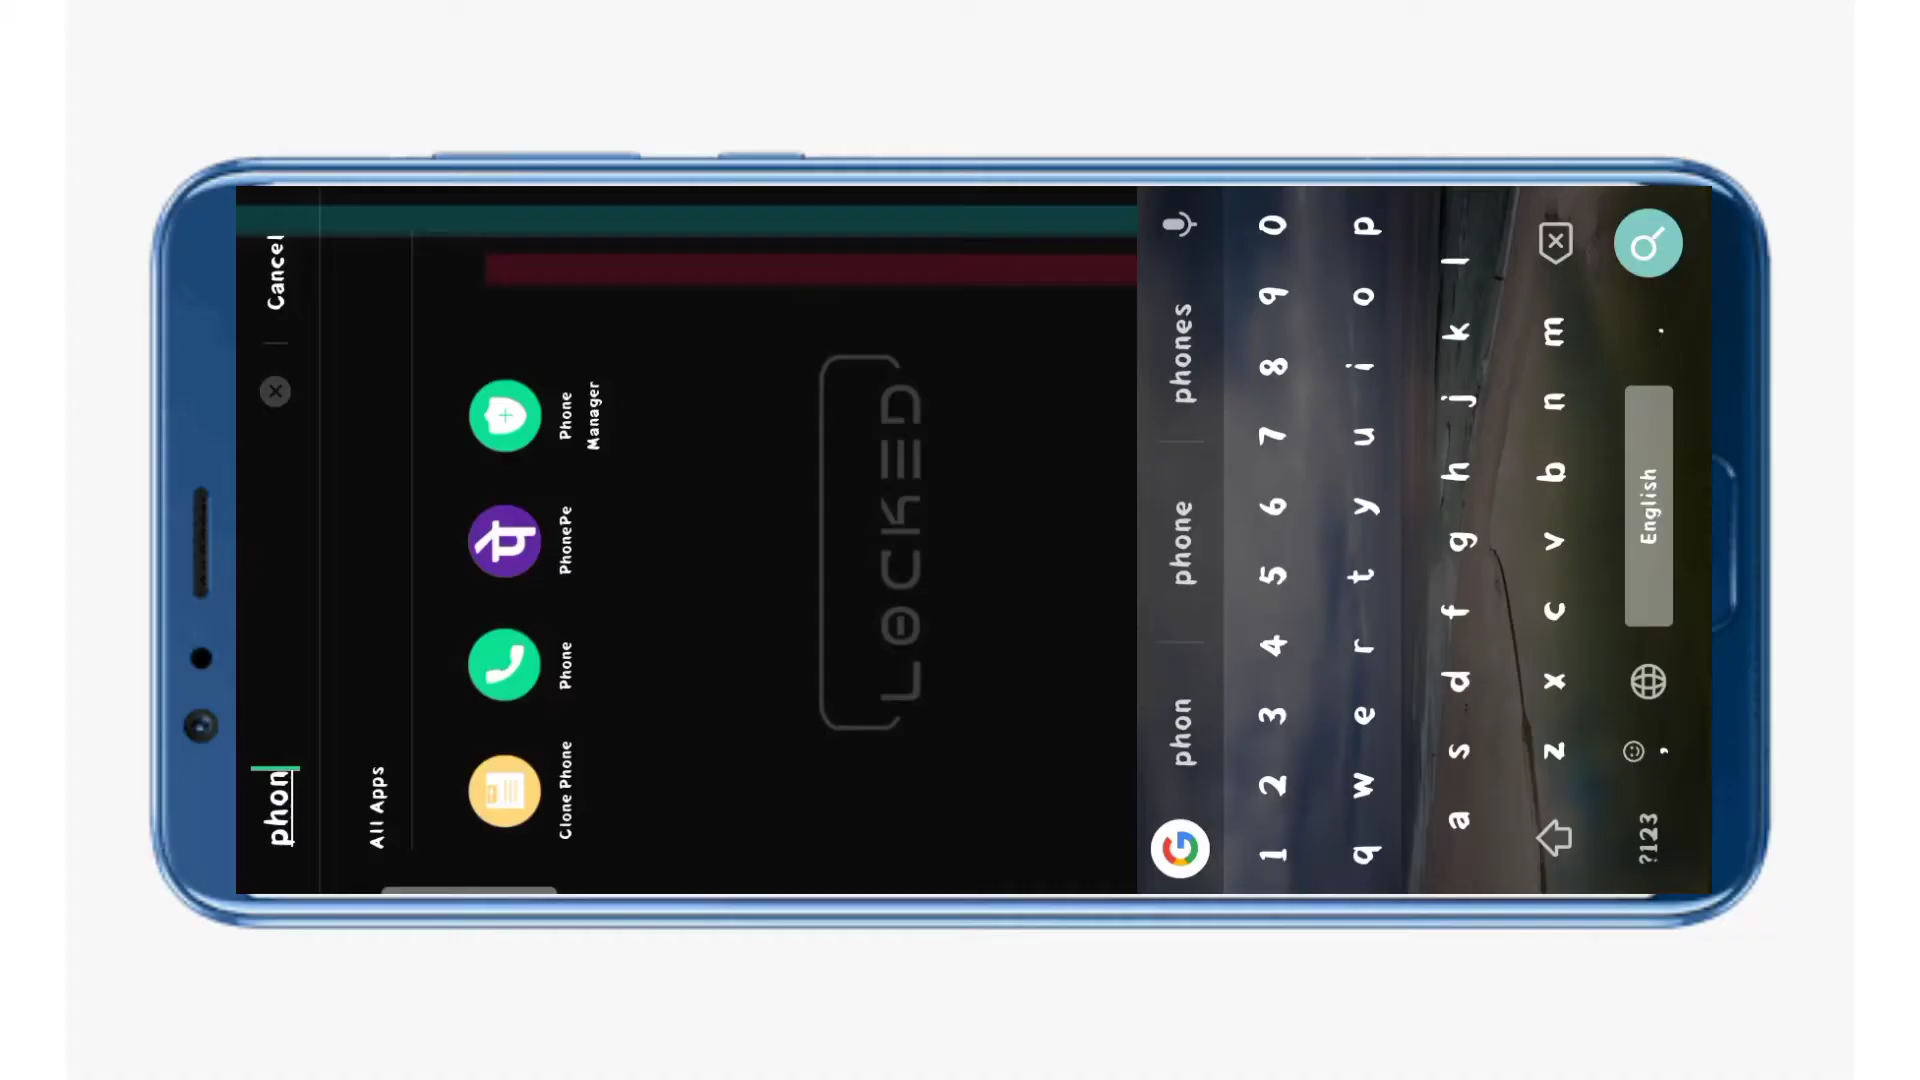 phon
Cancel
All Apps
Clone Phone
Phone
PhonePe
Phone
Manager
LOCKED
phon
phone
phones
1 2 3 4 5 6 7 8 9 0
q w e r t y u i o p
a s d f g h j k l
z x c v b n m
?123
,
English
.